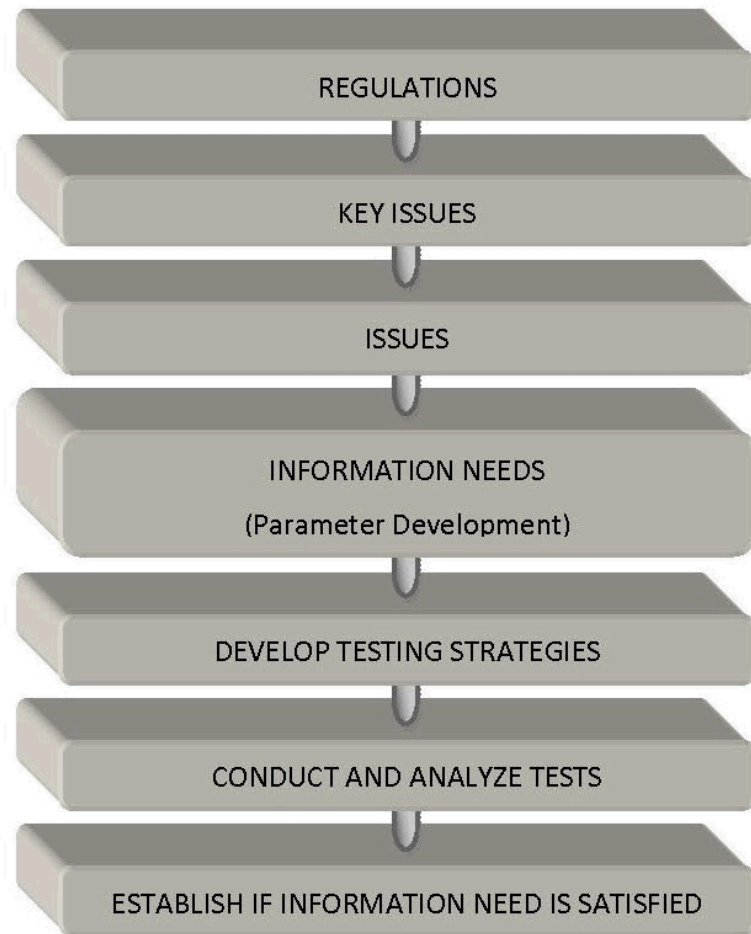 REGULATIONS
KEY ISSUES
ISSUES
INFORMATION NEEDS
(Parameter Development)
DEVELOP TESTING STRATEGIES
CONDUCT AND ANALYZE TESTS
ESTABLISH IF INFORMATION NEED IS SATISFIED